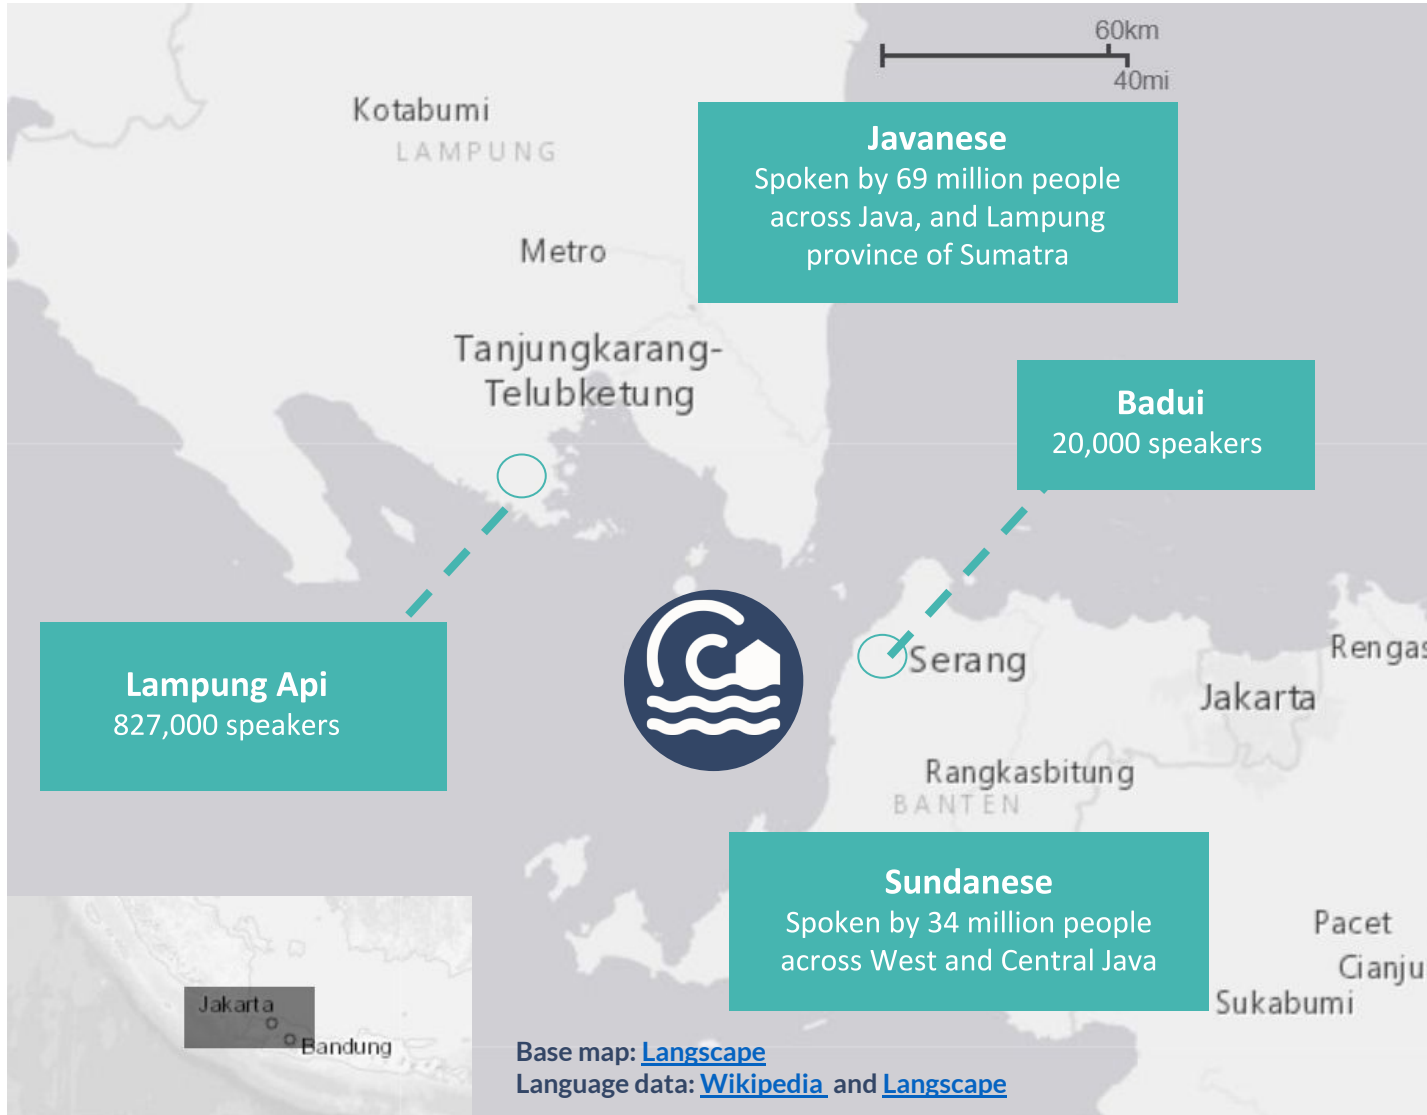 60km
40mi
Kotabumi
LAMPUNG
Javanese
Spoken by 69 million people
across Java, and Lampung
province of Sumatra
Metro
Tanjungkarang-
Telubketung
Badui
20,000 speakers
Lampung Api
827,000 speakers
Serang
Rengas
Jakarta
Rangkasbitung
BANTEN
Sundanese
Spoken by 34 million people
across West and Central Java
Pacet
Cianju
Sukabumi
Jakarta
Bandung
Base map: Langscape
Language data: Wikipedia and Langscape